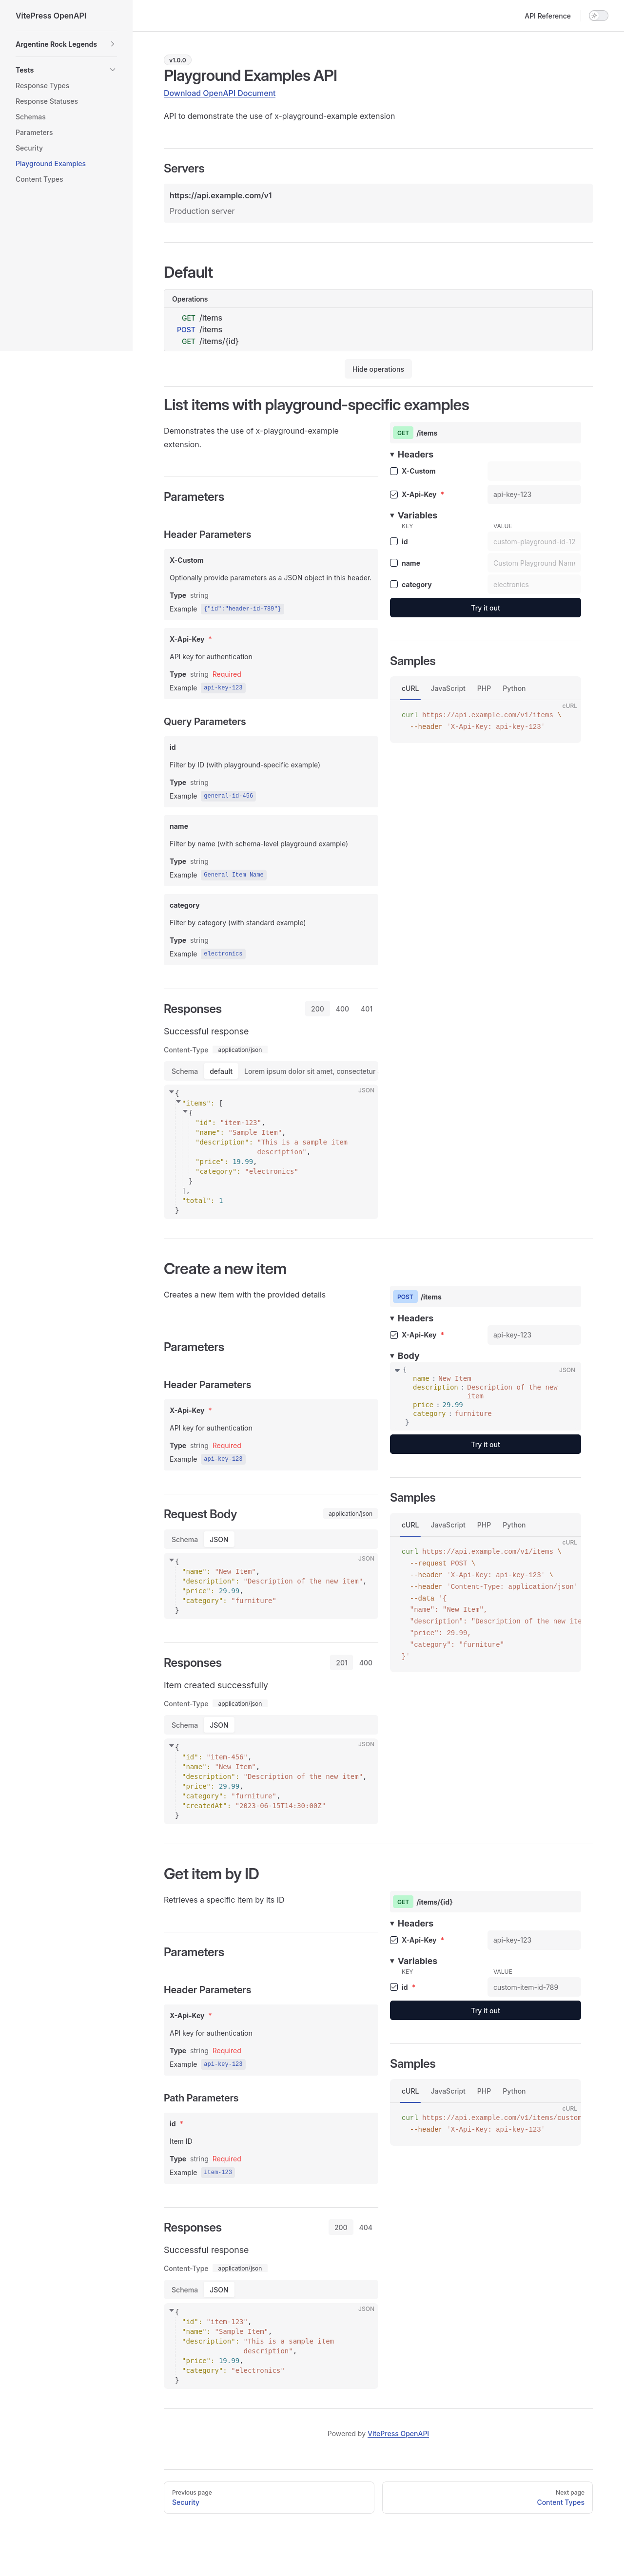 VitePress OpenAPI
API Reference
Argentine Rock Legends
Tests
Response Types
Response Statuses
Schemas
Parameters
Security
Playground Examples
Content Types
v1.0.0
Playground Examples API
Download OpenAPI Document
API to demonstrate the use of x-playground-example extension
Servers
https://api.example.com/v1
Production server
Default
Operations
GET /items
POST /items
GET /items/{id}
Hide operations
List items with playground-specific examples
Demonstrates the use of x-playground-example
extension.
Parameters
Header Parameters
X-Custom
Optionally provide parameters as a JSON object in this header.
Type string
Example {"id":"header-id-789"}
X-Api-Key *
API key for authentication
Type string Required
Example api-key-123
Query Parameters
id
Filter by ID (with playground-specific example)
Type string
Example general-id-456
name
Filter by name (with schema-level playground example)
Type string
Example General Item Name
category
Filter by category (with standard example)
Type string
Example electronics
Responses 200 400 401
Successful response
Content-Type application/json
Schema default Lorem ipsum dolor sit amet, consectetur
JSON
{
"items": [
{
"id": "item-123",
"name": "Sample Item",
"description": "This is a sample item
description",
"price": 19.99,
"category": "electronics"
}
],
"total": 1
}
GET /items
Headers
X-Custom
X-Api-Key * api-key-123
Variables
KEY VALUE
id custom-playground-id-12
name Custom Playground Name
category electronics
Try it out
Samples
cURL JavaScript PHP Python
cURL
curl https://api.example.com/v1/items \
--header 'X-Api-Key: api-key-123'
Create a new item
Creates a new item with the provided details
Parameters
Header Parameters
X-Api-Key *
API key for authentication
Type string Required
Example api-key-123
Request Body application/json
Schema JSON
JSON
{
"name": "New Item",
"description": "Description of the new item",
"price": 29.99,
"category": "furniture"
}
Responses 201 400
Item created successfully
Content-Type application/json
Schema JSON
JSON
{
"id": "item-456",
"name": "New Item",
"description": "Description of the new item",
"price": 29.99,
"category": "furniture",
"createdAt": "2023-06-15T14:30:00Z"
}
POST /items
Headers
X-Api-Key * api-key-123
Body
JSON
{
name : New Item
description : Description of the new
item
price : 29.99
category : furniture
}
Try it out
Samples
cURL JavaScript PHP Python
cURL
curl https://api.example.com/v1/items \
--request POST \
--header 'X-Api-Key: api-key-123' \
--header 'Content-Type: application/json'
--data '{
"name": "New Item",
"description": "Description of the new ite
"price": 29.99,
"category": "furniture"
}'
Get item by ID
Retrieves a specific item by its ID
Parameters
Header Parameters
X-Api-Key *
API key for authentication
Type string Required
Example api-key-123
Path Parameters
id *
Item ID
Type string Required
Example item-123
Responses 200 404
Successful response
Content-Type application/json
Schema JSON
JSON
{
"id": "item-123",
"name": "Sample Item",
"description": "This is a sample item
description",
"price": 19.99,
"category": "electronics"
}
GET /items/{id}
Headers
X-Api-Key * api-key-123
Variables
KEY VALUE
id * custom-item-id-789
Try it out
Samples
cURL JavaScript PHP Python
cURL
curl https://api.example.com/v1/items/custom
--header 'X-Api-Key: api-key-123'
Powered by VitePress OpenAPI
Previous page
Security
Next page
Content Types